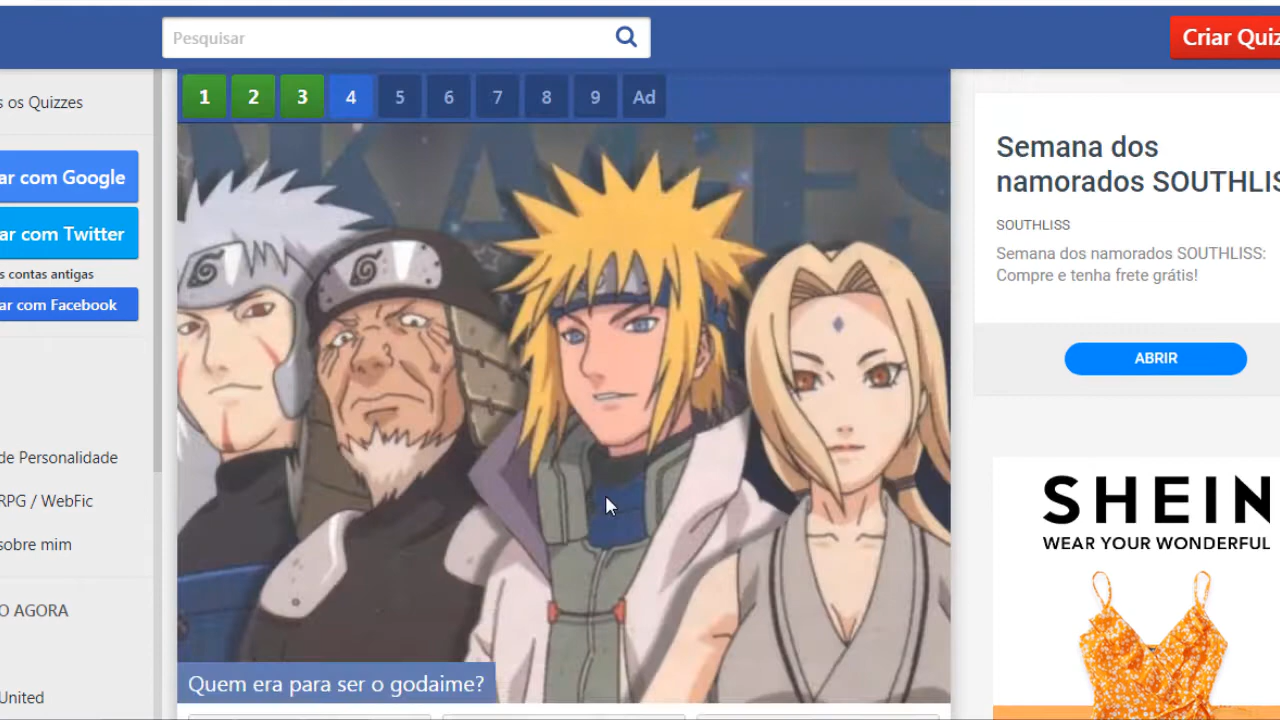 Pesquisar
Criar Quiz
s os Quizzes
ar com Google
ar com Twitter
s contas antigas
ar com Facebook
de Personalidade
RPG / WebFic
sobre mim
O AGORA
United
1 2 3 4 5 6 7 8 9 Ad
Quem era para ser o godaime?
Semana dos
namorados SOUTHLIS
SOUTHLISS
Semana dos namorados SOUTHLISS:
Compre e tenha frete grátis!
ABRIR
SHEIN
WEAR YOUR WONDERFUL